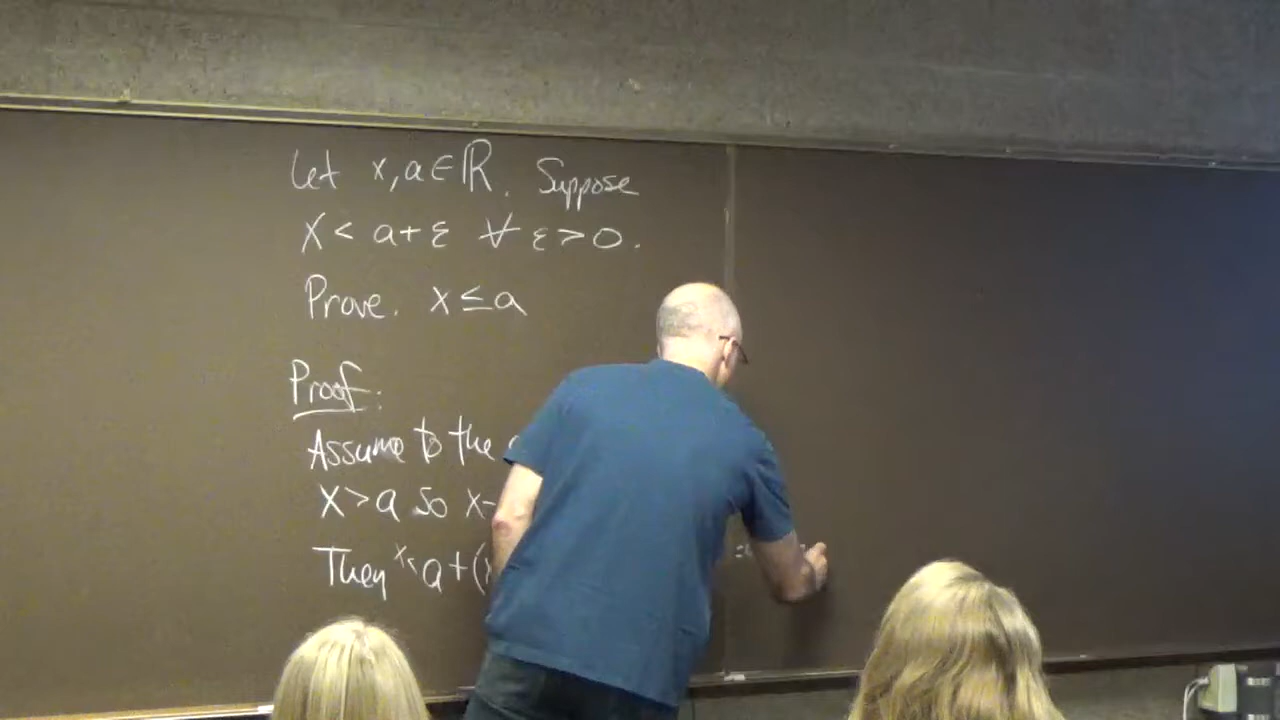 Let x, a ∈ ℝ. Suppose
x < a + ε ∀ ε > 0.
Prove. x ≤ a
Proof:
Assume to the
x > a so x -
Then x < a + (